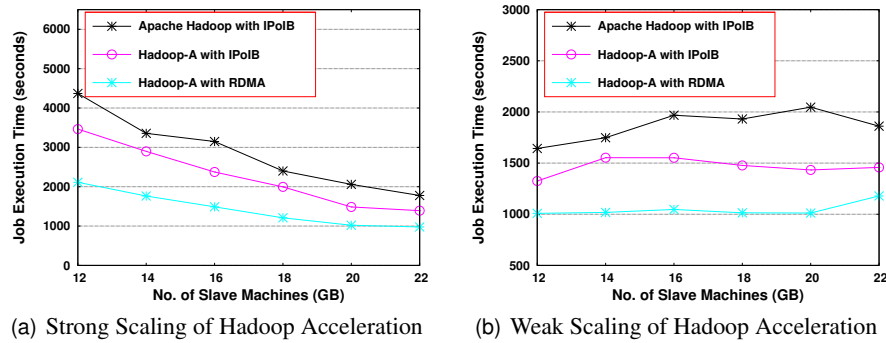 Apache Hadoop with IPoIB
Hadoop-A with IPoIB
Hadoop-A with RDMA
Job Execution Time (seconds)
6000
5000
4000
3000
2000
1000
0
12 14 16 18 20 22
No. of Slave Machines (GB)
(a) Strong Scaling of Hadoop Acceleration
Apache Hadoop with IPoIB
Hadoop-A with IPoIB
Hadoop-A with RDMA
Job Execution Time (seconds)
3000
2500
2000
1500
1000
500
12 14 16 18 20 22
No. of Slave Machines (GB)
(b) Weak Scaling of Hadoop Acceleration